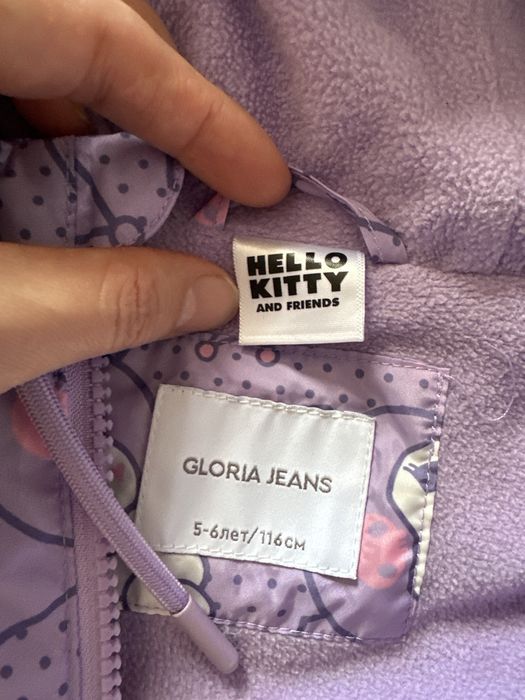 HELLO
KITTY
AND FRIENDS
GLORIA JEANS
5-6лет/116см